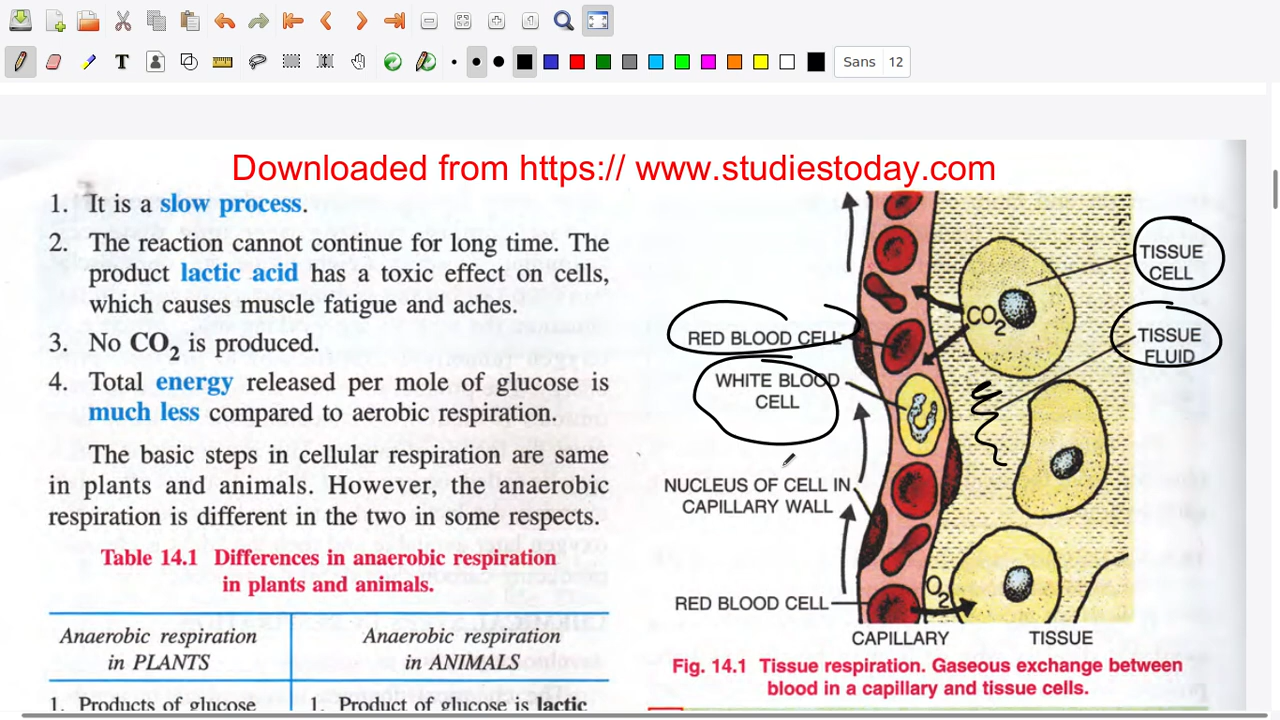 Sans 12
Downloaded from https:// www.studiestoday.com
1. It is a slow process.
2. The reaction cannot continue for long time. The
product lactic acid has a toxic effect on cells,
which causes muscle fatigue and aches.
3. No CO2 is produced.
4. Total energy released per mole of glucose is
much less compared to aerobic respiration.
The basic steps in cellular respiration are same
in plants and animals. However, the anaerobic
respiration is different in the two in some respects.
Table 14.1 Differences in anaerobic respiration
in plants and animals.
Anaerobic respiration
in PLANTS
Anaerobic respiration
in ANIMALS
1. Products of glucose
1. Product of glucose is lactic
TISSUE
CELL
CO2
TISSUE
FLUID
RED BLOOD CELL
WHITE BLOOD
CELL
NUCLEUS OF CELL IN
CAPILLARY WALL
O2
RED BLOOD CELL
CAPILLARY
TISSUE
Fig. 14.1 Tissue respiration. Gaseous exchange between
blood in a capillary and tissue cells.